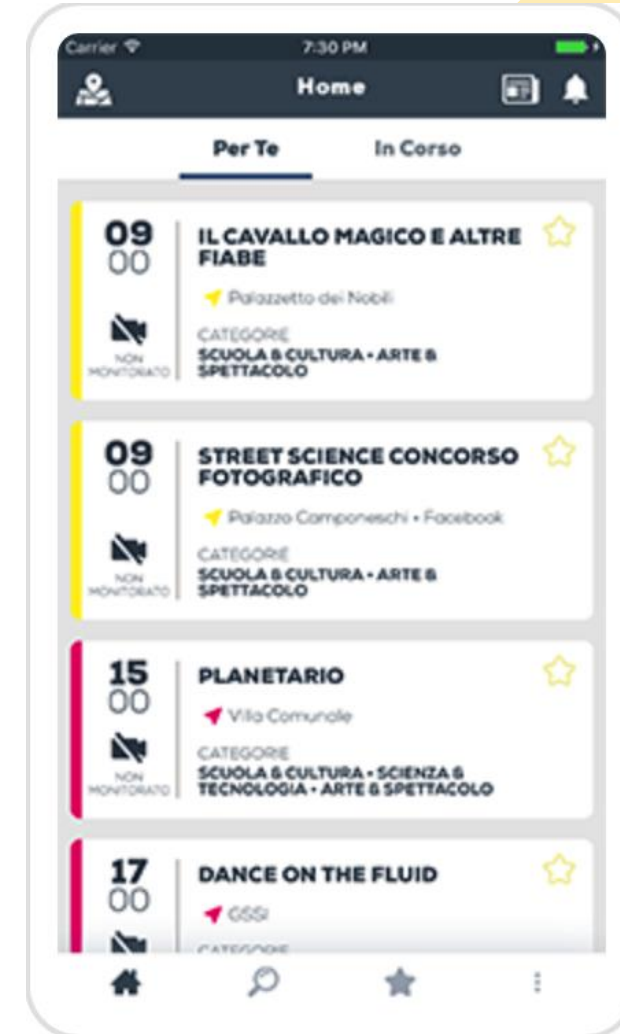 Carrier 7:30 PM
Home
Per Te In Corso
09
00
NON
MONITORATO
IL CAVALLO MAGICO E ALTRE
FIABE
Palazzetto dei Nobili
CATEGORIE
SCUOLA & CULTURA • ARTE &
SPETTACOLO
09
00
NON
MONITORATO
STREET SCIENCE CONCORSO
FOTOGRAFICO
Palazzo Camponeschi • Facebook
CATEGORIE
SCUOLA & CULTURA • ARTE &
SPETTACOLO
15
00
NON
MONITORATO
PLANETARIO
Villa Comunale
CATEGORIE
SCUOLA & CULTURA • SCIENZA &
TECNOLOGIA • ARTE & SPETTACOLO
17
00
DANCE ON THE FLUID
GSSI
CATEGORIE